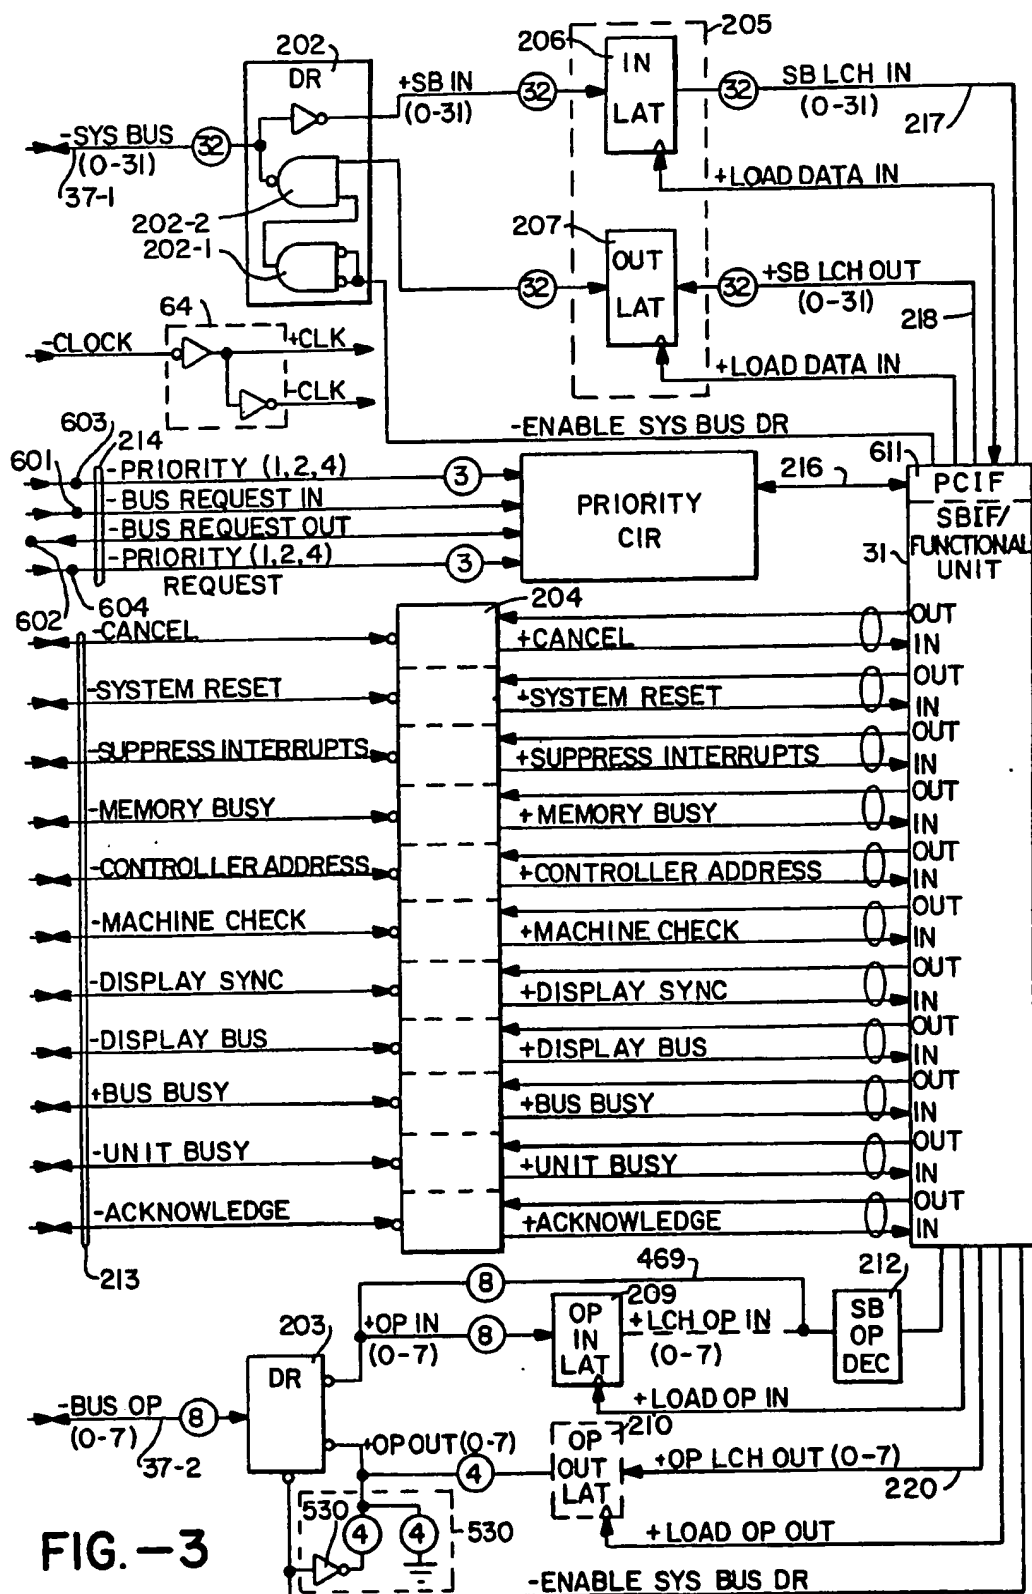 202
DR
+SB IN
(0-31)
32
206
IN
LAT
205
32
SB LCH IN
(0-31)
217
-SYS BUS
(0-31)
32
37-1
+LOAD DATA IN
202-2
202-1
207
OUT
LAT
32
32
+SB LCH OUT
(0-31)
218
64
-CLOCK
+CLK
-CLK
+LOAD DATA IN
-ENABLE SYS BUS DR
603
214
601
-PRIORITY (1,2,4)
3
-BUS REQUEST IN
-BUS REQUEST OUT
-PRIORITY (1,2,4)
REQUEST
3
602
604
PRIORITY
CIR
216
611
PCIF
SBIF/
FUNCTIONAL
UNIT
31
204
-CANCEL
+CANCEL
OUT
IN
-SYSTEM RESET
+SYSTEM RESET
OUT
IN
-SUPPRESS INTERRUPTS
+SUPPRESS INTERRUPTS
OUT
IN
-MEMORY BUSY
+MEMORY BUSY
OUT
IN
-CONTROLLER ADDRESS
+CONTROLLER ADDRESS
OUT
IN
-MACHINE CHECK
+MACHINE CHECK
OUT
IN
-DISPLAY SYNC
+DISPLAY SYNC
OUT
IN
-DISPLAY BUS
+DISPLAY BUS
OUT
IN
+BUS BUSY
+BUS BUSY
OUT
IN
-UNIT BUSY
+UNIT BUSY
OUT
IN
-ACKNOWLEDGE
+ACKNOWLEDGE
OUT
IN
213
469
8
203
DR
+OP IN
(0-7)
8
209
OP
IN
LAT
+LCH OP IN
(0-7)
212
SB
OP
DEC
+LOAD OP IN
-BUS OP
(0-7)
8
37-2
+OP OUT (0-7)
4
210
OP
OUT
LAT
+OP LCH OUT (0-7)
220
530
4
4
530
+LOAD OP OUT
-ENABLE SYS BUS DR
FIG.-3